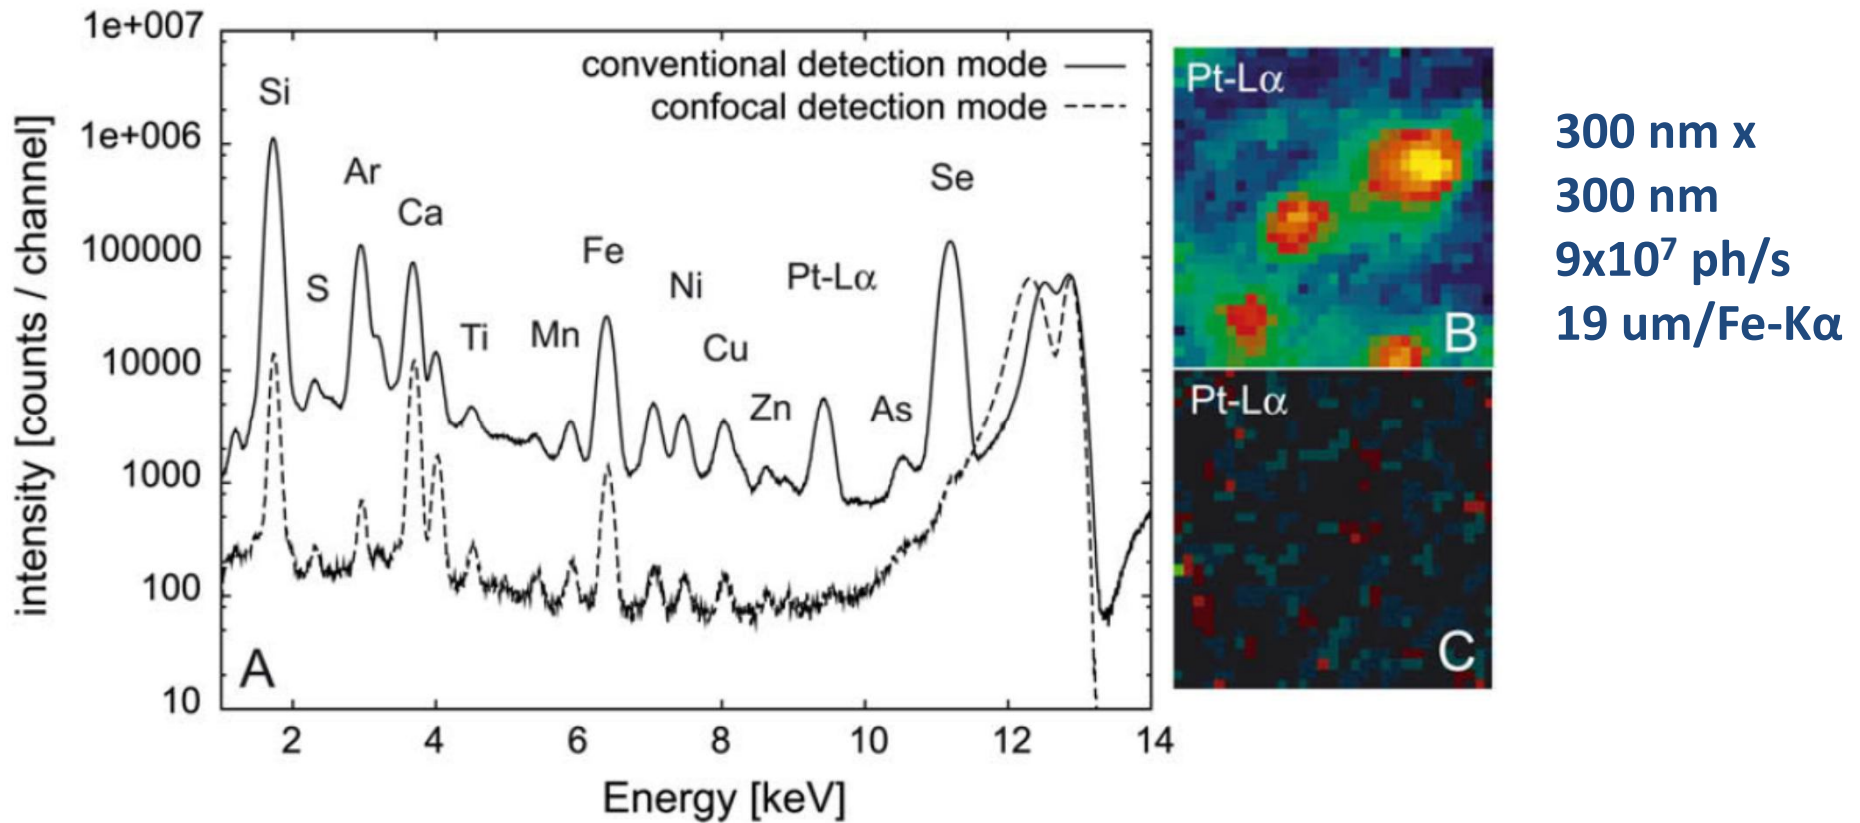 1e+007
1e+006
100000
10000
1000
100
10
intensity [counts / channel]
conventional detection mode
confocal detection mode
Si
S
Ar
Ca
Ti
Mn
Fe
Ni
Cu
Zn
Pt-Lα
As
Se
A
2 4 6 8 10 12 14
Energy [keV]
Pt-Lα
B
Pt-Lα
C
300 nm x
300 nm
9x10⁷ ph/s
19 um/Fe-Kα